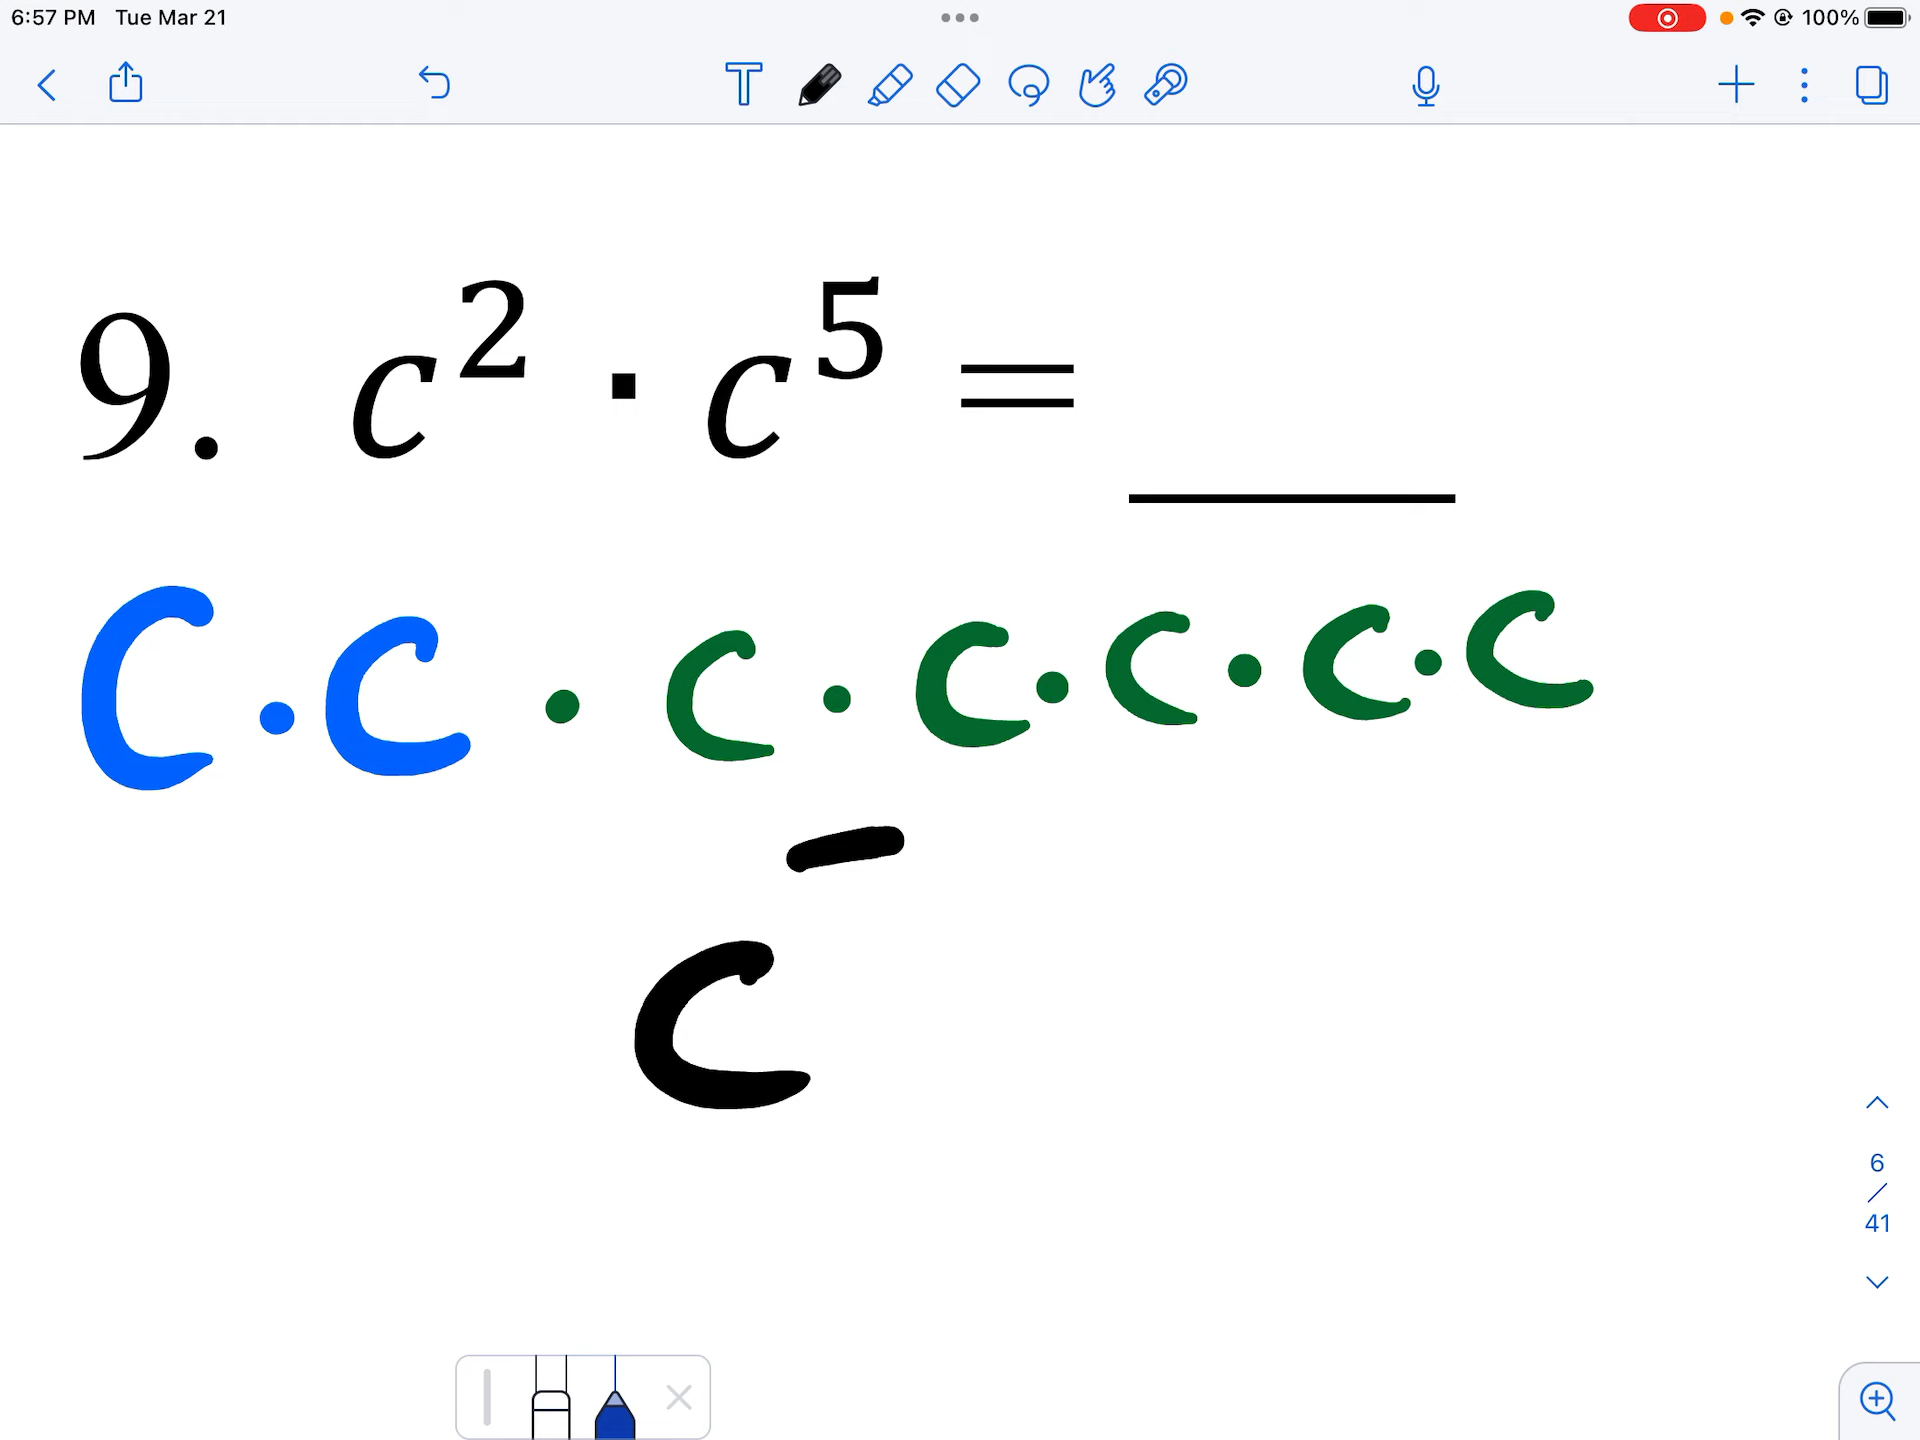 6:57 PM Tue Mar 21 100%
9. c² · c⁵ = ____
C · C · C · C · C · C · C
C
6
/
41